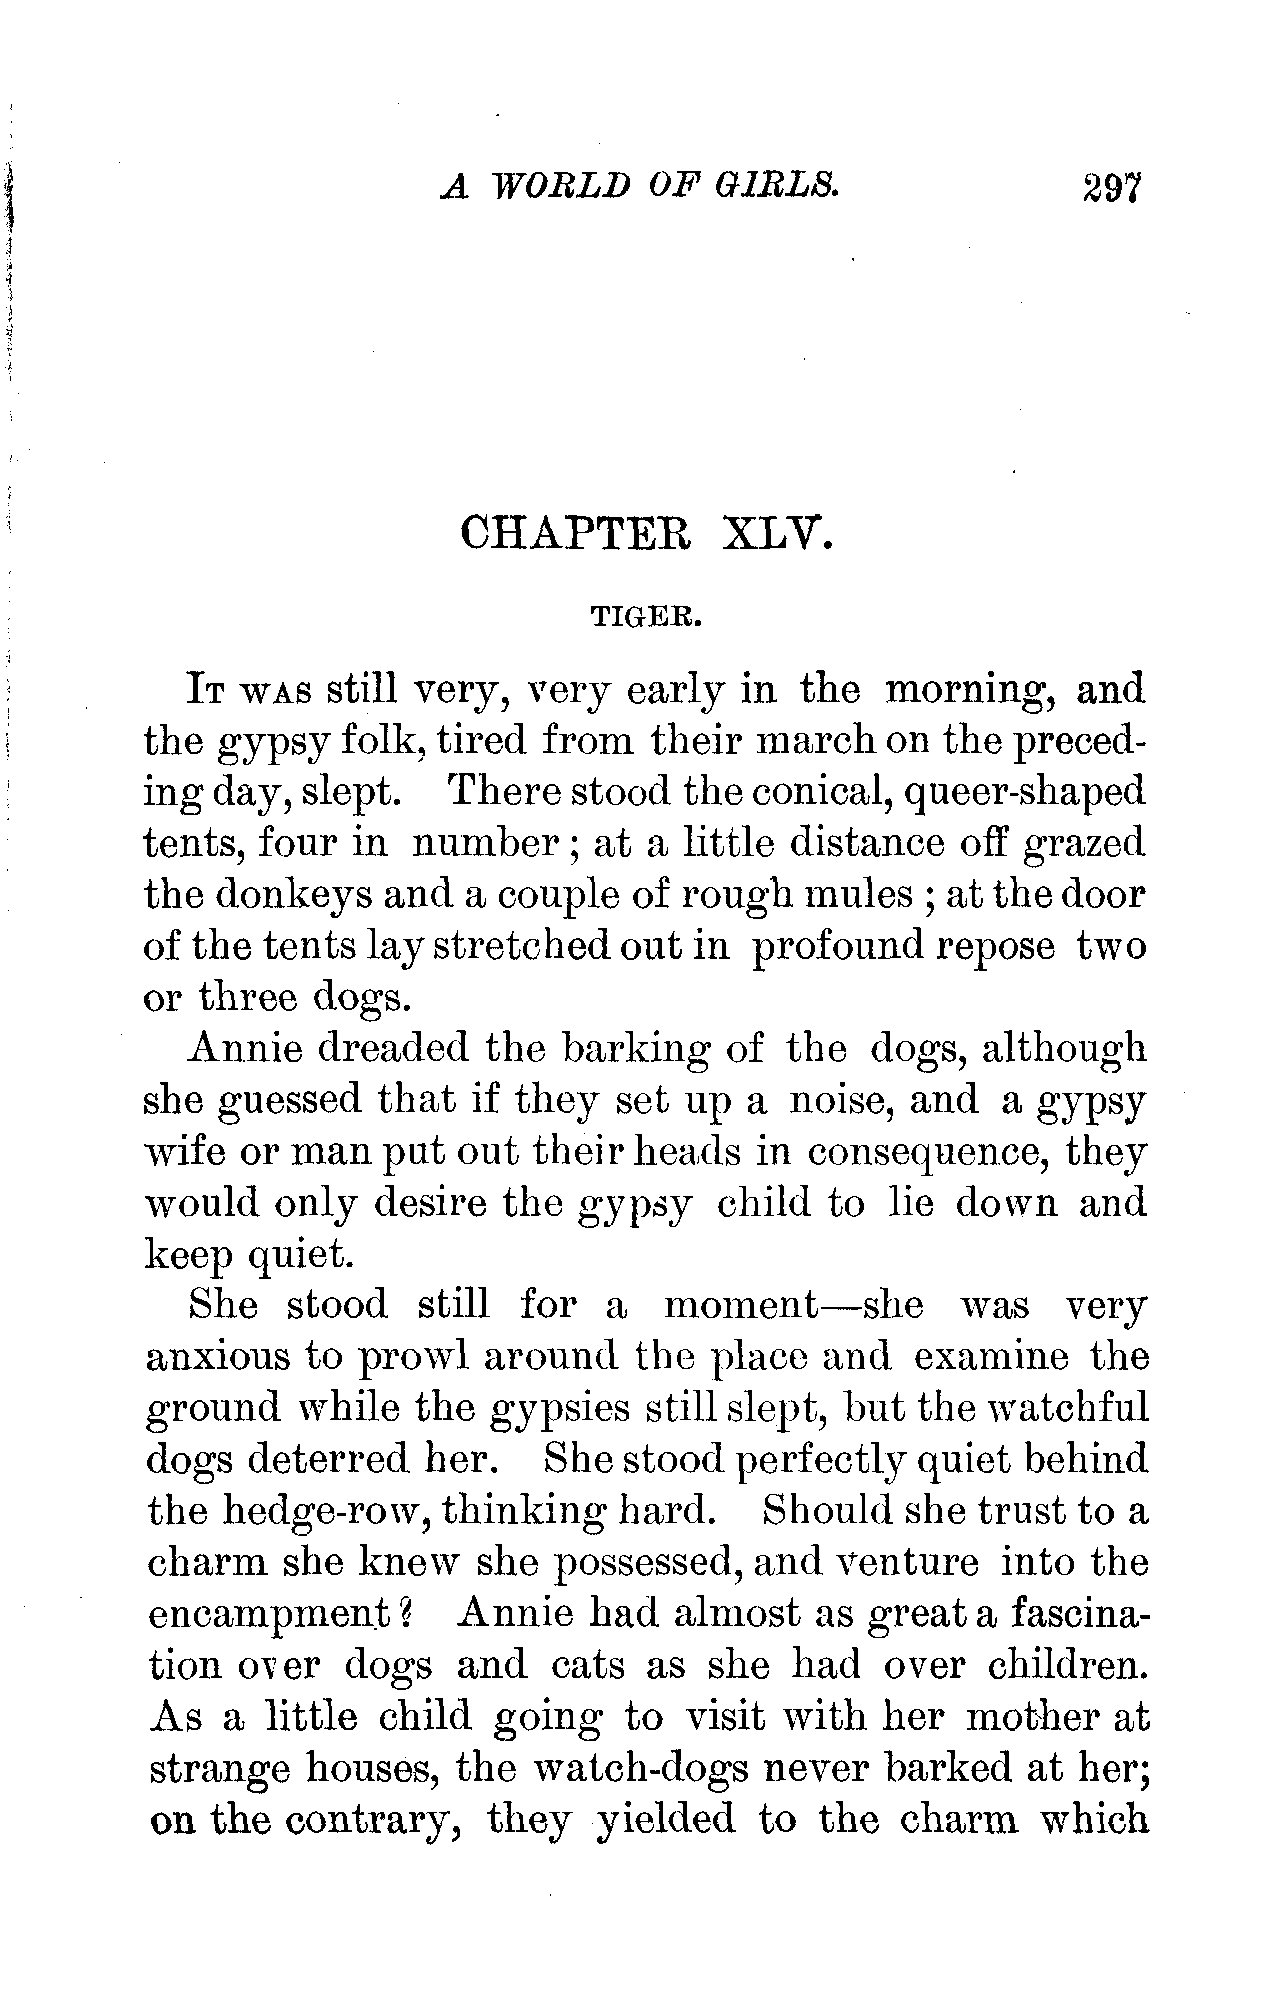 A WORLD OF GIRLS. 297
CHAPTER XLV.
TIGER.
IT WAS still very, very early in the morning, and
the gypsy folk, tired from their march on the preced-
ing day, slept. There stood the conical, queer-shaped
tents, four in number; at a little distance off grazed
the donkeys and a couple of rough mules; at the door
of the tents lay stretched out in profound repose two
or three dogs.
Annie dreaded the barking of the dogs, although
she guessed that if they set up a noise, and a gypsy
wife or man put out their heads in consequence, they
would only desire the gypsy child to lie down and
keep quiet.
She stood still for a moment—she was very
anxious to prowl around the place and examine the
ground while the gypsies still slept, but the watchful
dogs deterred her. She stood perfectly quiet behind
the hedge-row, thinking hard. Should she trust to a
charm she knew she possessed, and venture into the
encampment? Annie had almost as great a fascina-
tion over dogs and cats as she had over children.
As a little child going to visit with her mother at
strange houses, the watch-dogs never barked at her;
on the contrary, they yielded to the charm which